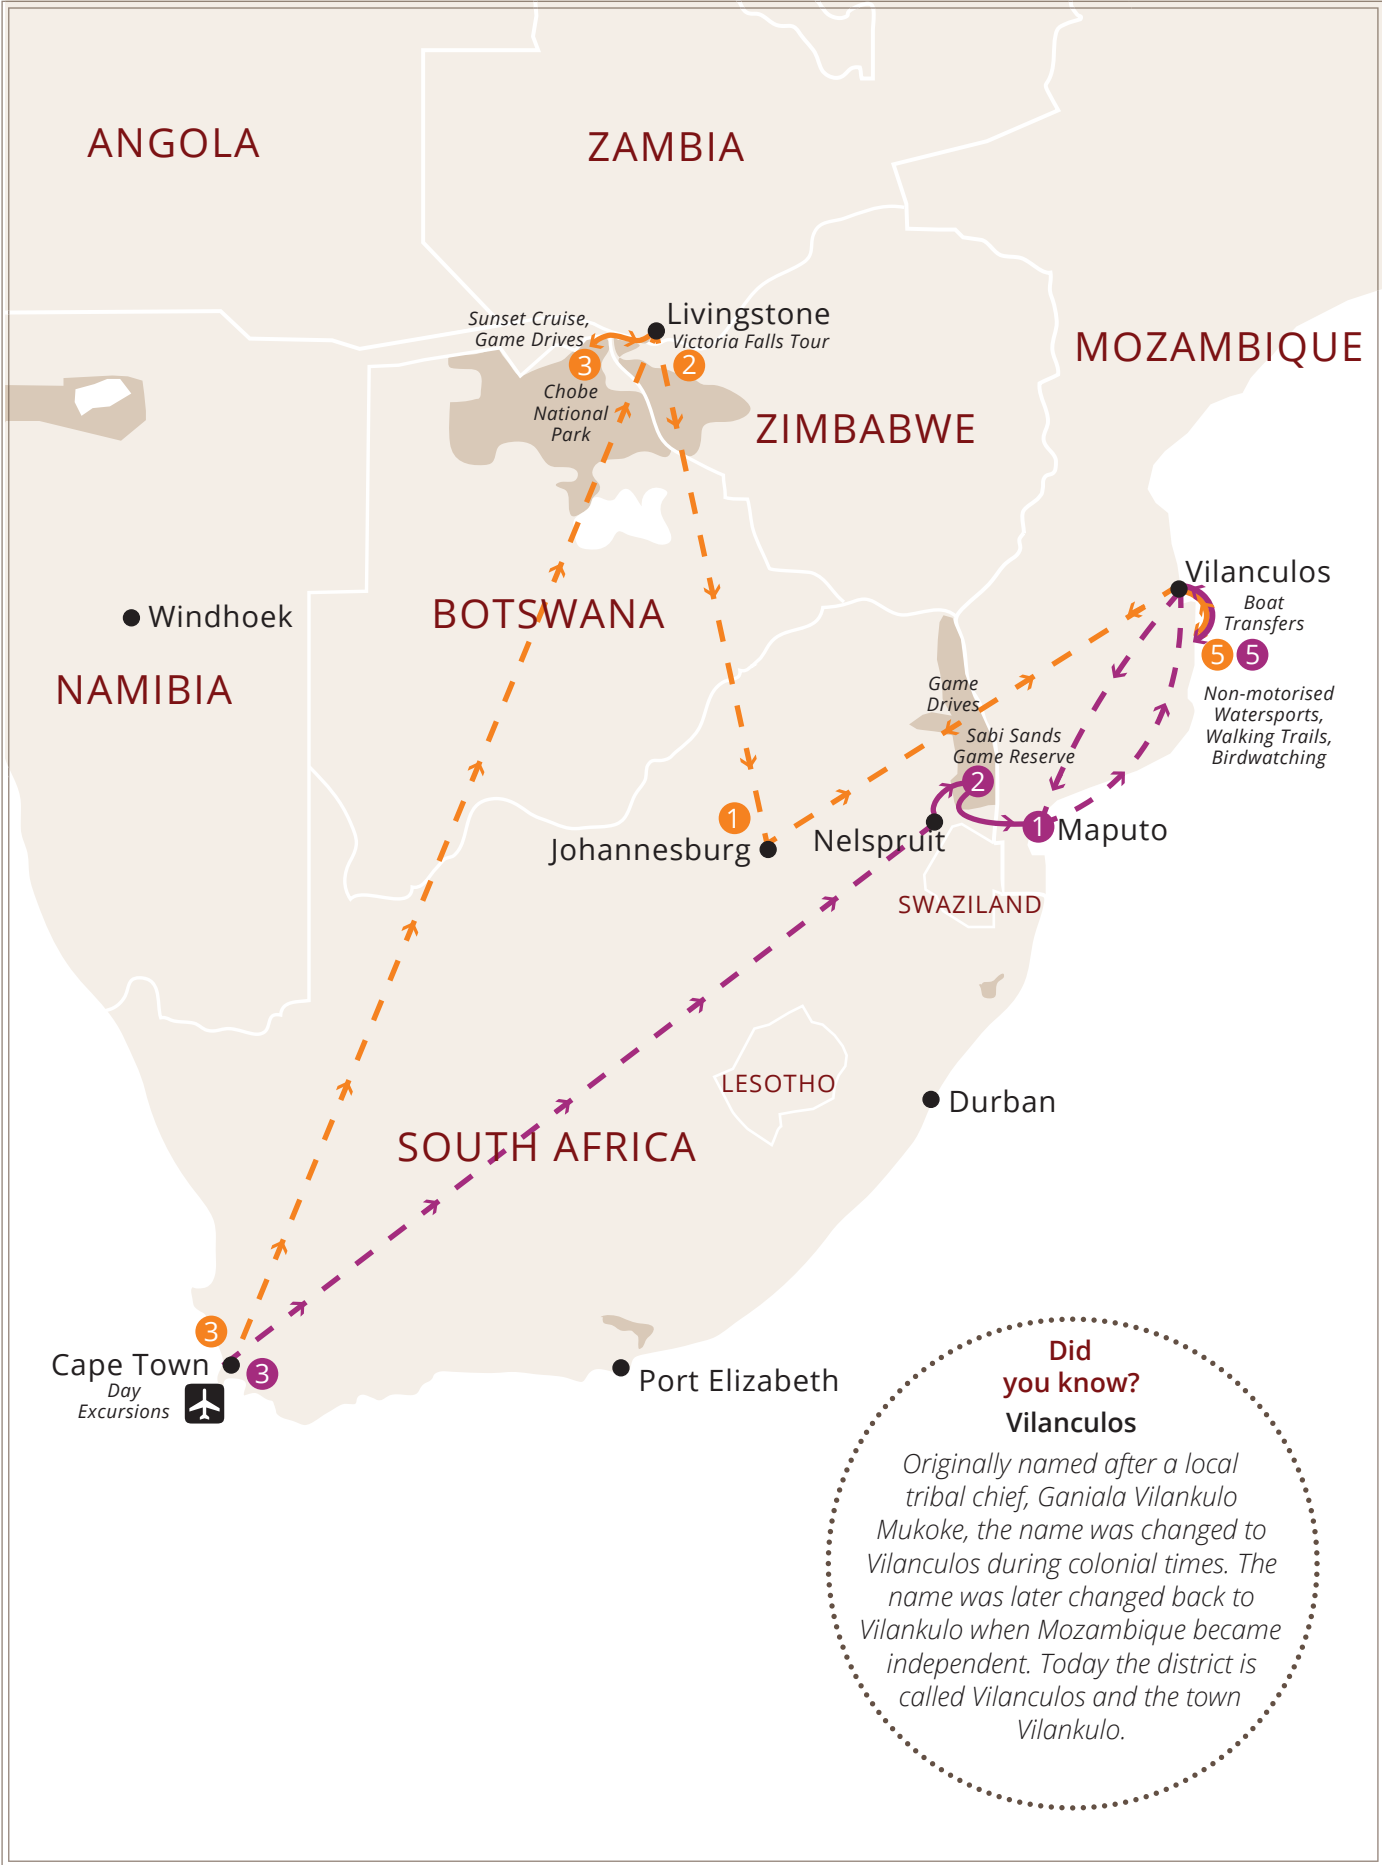 ANGOLA
ZAMBIA
Sunset Cruise,
Game Drives
3
Chobe
National
Park
Livingstone
Victoria Falls Tour
2
MOZAMBIQUE
ZIMBABWE
Windhoek
NAMIBIA
BOTSWANA
Vilanculos
Boat
Transfers
5
5
Non-motorised
Watersports,
Walking Trails,
Birdwatching
Game
Drives
Sabi Sands
Game Reserve
2
1
Johannesburg
Nelspruit
1
Maputo
SWAZILAND
LESOTHO
Durban
SOUTH AFRICA
3
Cape Town
3
Day
Excursions
Port Elizabeth
Did
you know?
Vilanculos
Originally named after a local
tribal chief, Ganiala Vilankulo
Mukoke, the name was changed to
Vilanculos during colonial times. The
name was later changed back to
Vilankulo when Mozambique became
independent. Today the district is
called Vilanculos and the town
Vilankulo.